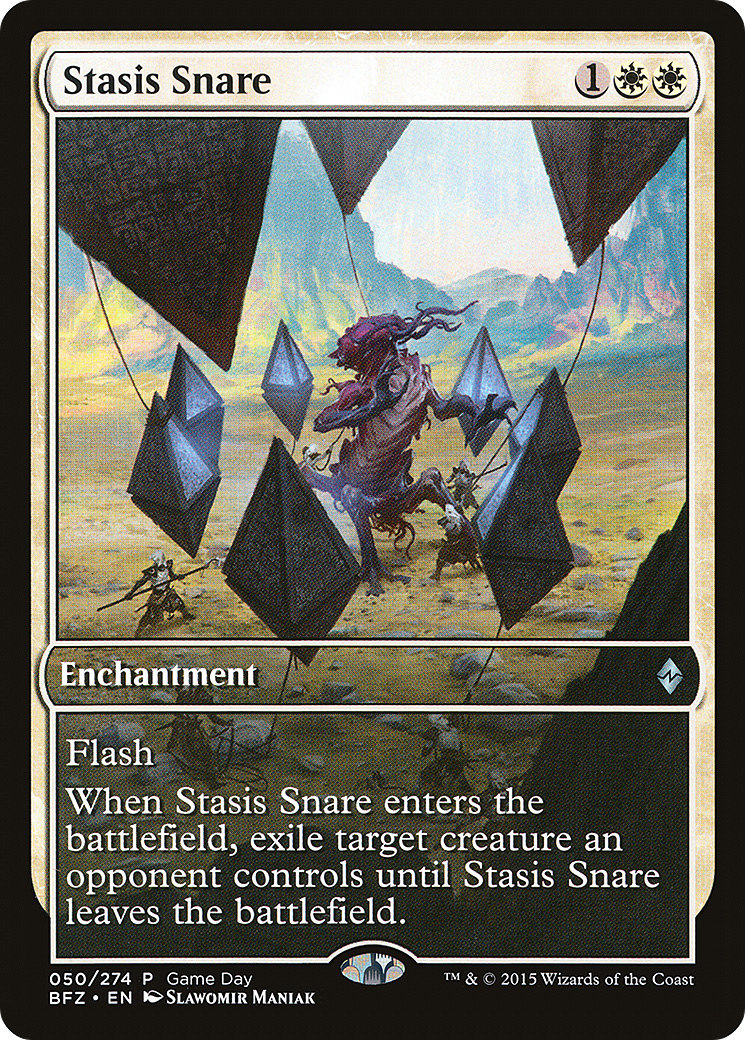 Stasis Snare 1
Enchantment
Flash
When Stasis Snare enters the
battlefield, exile target creature an
opponent controls until Stasis Snare
leaves the battlefield.
050/274 P Game Day
BFZ • EN Slawomir Maniak
™ & © 2015 Wizards of the Coast